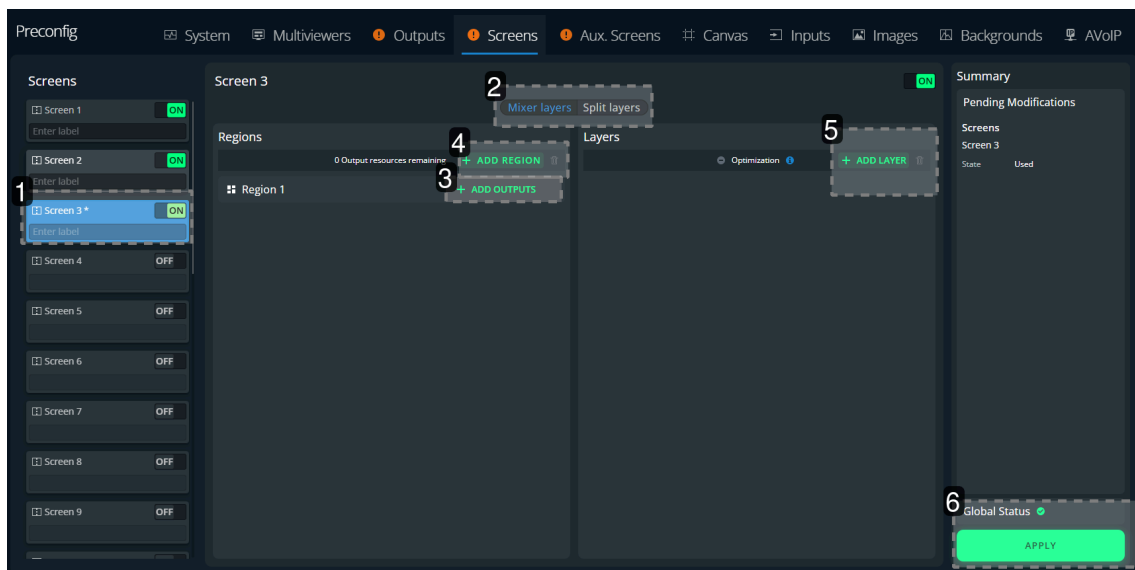 Preconfig
System
Multiviewers
Outputs
Screens
Aux. Screens
Canvas
Inputs
Images
Backgrounds
AVoIP
Screens
Screen 1
ON
Enter label
Screen 2
ON
Enter label
1
Screen 3 *
ON
Enter label
Screen 4
OFF
Screen 5
OFF
Screen 6
OFF
Screen 7
OFF
Screen 8
OFF
Screen 9
OFF
Screen 3
ON
2
Mixer layers Split layers
Regions
4
0 Output resources remaining
+ ADD REGION
3
Region 1
+ ADD OUTPUTS
Layers
5
Optimization
+ ADD LAYER
Summary
Pending Modifications
Screens
Screen 3
State Used
6
Global Status
APPLY